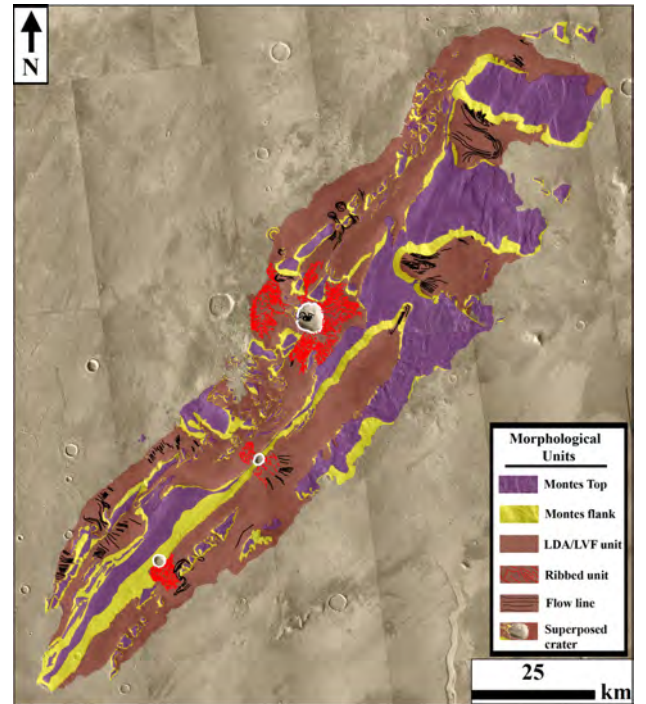 N
Morphological
Units
Montes Top
Montes flank
LDA/LVF unit
Ribbed unit
Flow line
Superposed
crater
25
km